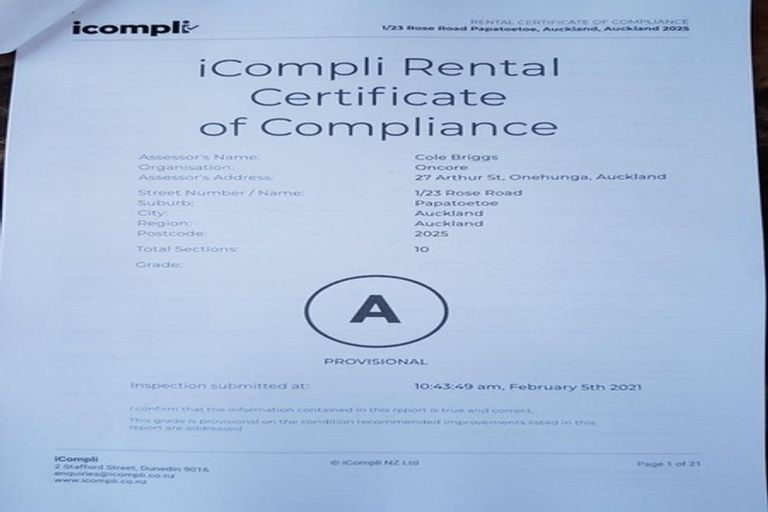 icompli
RENTAL CERTIFICATE OF COMPLIANCE
1/23 Rose Road Papatoetoe, Auckland, Auckland 2025
iCompli Rental
Certificate
of Compliance
Assessor's Name: Cole Briggs
Organisation: Oncore
Assessor's Address: 27 Arthur St, Onehunga, Auckland
Street Number / Name: 1/23 Rose Road
Suburb: Papatoetoe
City: Auckland
Region: Auckland
Postcode: 2025
Total Sections: 10
Grade:
A
PROVISIONAL
Inspection submitted at: 10:43:49 am, February 5th 2021
I confirm that the information contained in this report is true and correct.
This grade is provisional on the condition recommended improvements listed in this
report are addressed
iCompli
2 Stafford Street, Dunedin 9016
enquiries@icompli.co.nz
www.icompli.co.nz
© iCompli NZ Ltd
Page 1 of 21